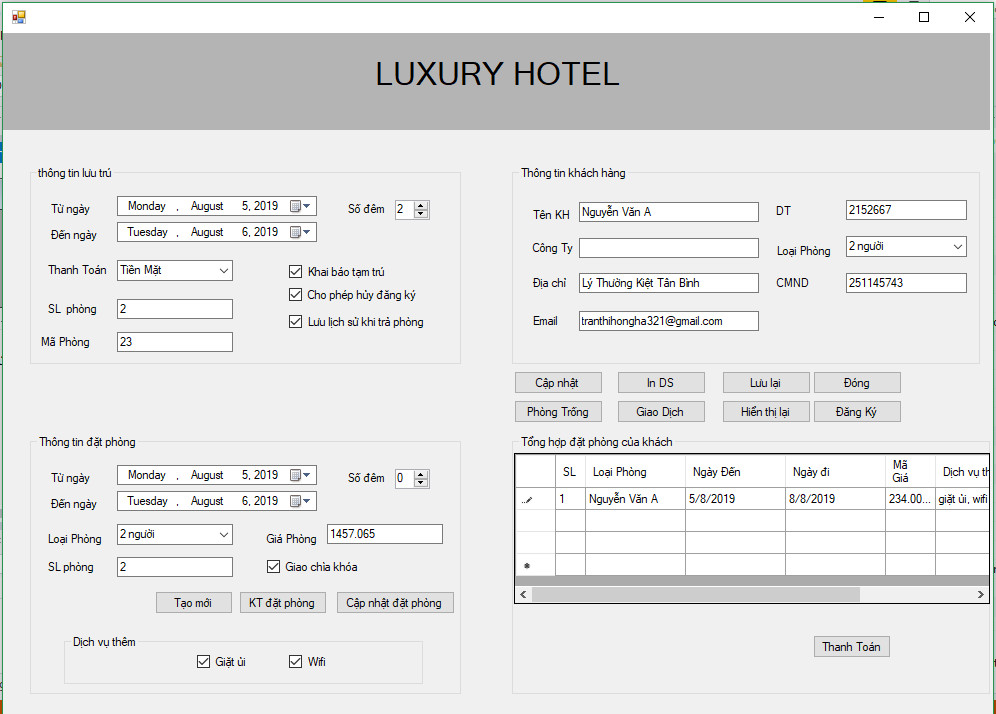 LUXURY HOTEL
thông tin lưu trú
Từ ngày Monday , August 5, 2019 Số đêm 2
Đến ngày Tuesday , August 6, 2019
Thanh Toán Tiền Mặt Khai báo tạm trú
Cho phép hủy đăng ký
SL phòng 2
Lưu lịch sử khi trả phòng
Mã Phòng 23
Thông tin khách hàng
Tên KH Nguyễn Văn A DT 2152667
Công Ty Loại Phòng 2 người
Địa chỉ Lý Thường Kiệt Tân Bình CMND 251145743
Email tranthihongha321@gmail.com
Cập nhật In DS Lưu lại Đóng
Phòng Trống Giao Dịch Hiển thị lại Đăng Ký
Thông tin đặt phòng
Từ ngày Monday , August 5, 2019 Số đêm 0
Đến ngày Tuesday , August 6, 2019
Loại Phòng 2 người Giá Phòng 1457.065
SL phòng 2 Giao chìa khóa
Tạo mới KT đặt phòng Cập nhật đặt phòng
Dịch vụ thêm
Giặt ủi Wifi
Tổng hợp đặt phòng của khách
SL Loại Phòng Ngày Đến Ngày đi Mã Giá Dịch vụ th
1 Nguyễn Văn A 5/8/2019 8/8/2019 234.00... giặt ủi, wifi
Thanh Toán